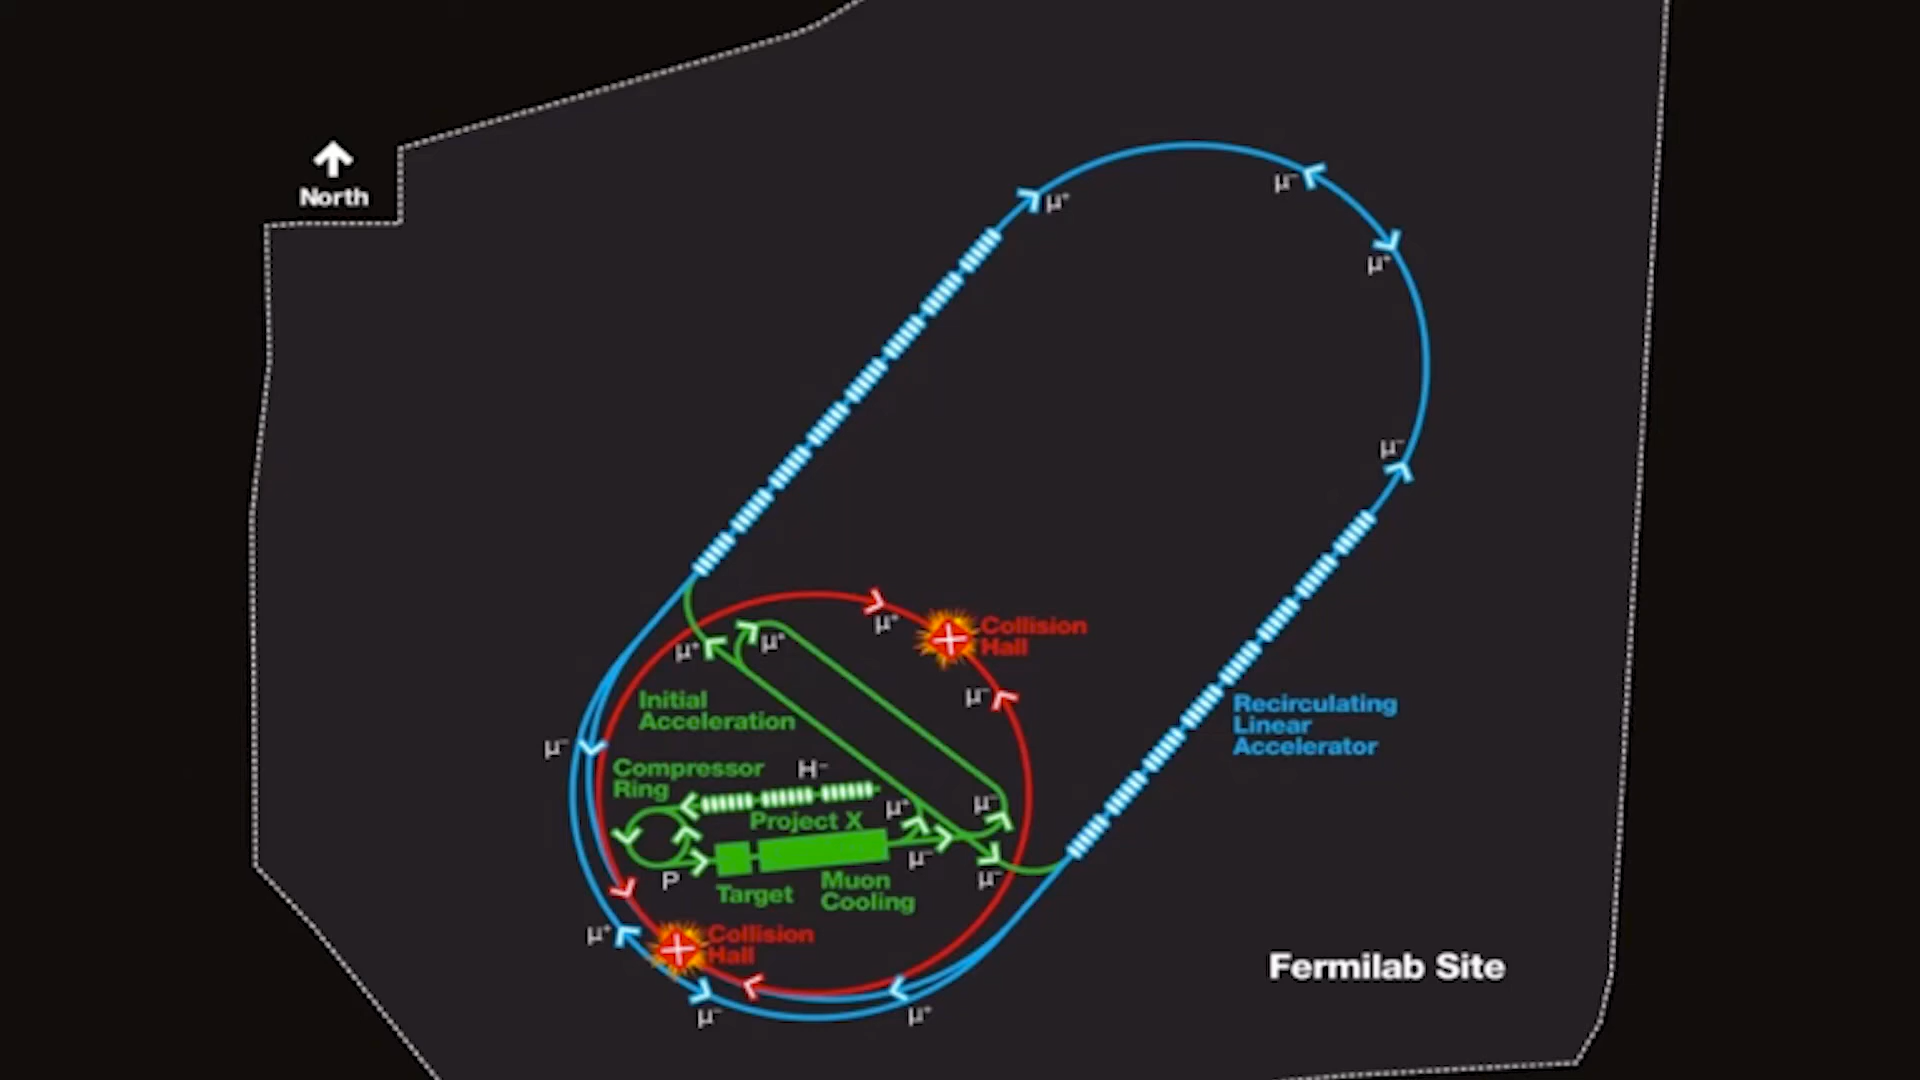 North
μ⁺
μ⁻
μ⁺
μ⁻
Collision
Hall
μ⁺
μ⁺
μ⁺
μ⁻
Initial
Acceleration
Recirculating
Linear
Accelerator
μ⁻
Compressor
Ring
H⁻
μ⁺
μ⁻
Project X
μ⁻
P
μ⁻
Target
Muon
Cooling
μ⁺
Collision
Hall
Fermilab Site
μ⁻
μ⁺